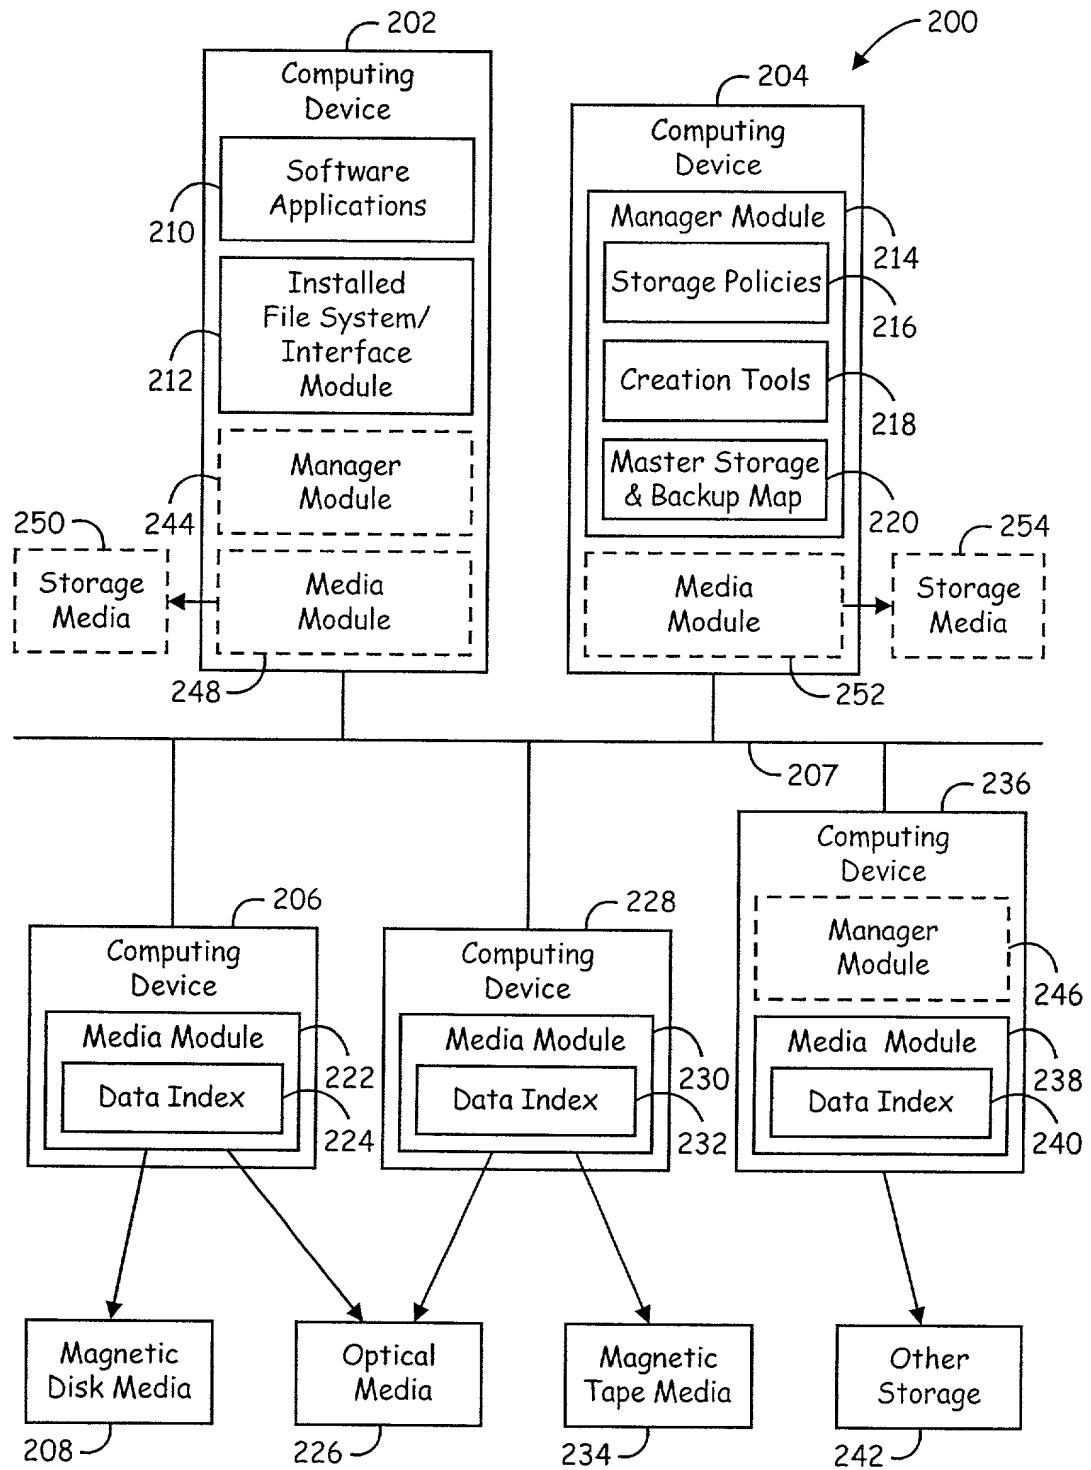 202
200
Computing
Device
Software
Applications
210
Installed
File System/
Interface
Module
212
Manager
Module
244
250
Storage
Media
Media
Module
248
204
Computing
Device
Manager Module
214
Storage Policies
216
Creation Tools
218
Master Storage
& Backup Map
220
Media
Module
252
254
Storage
Media
207
206
Computing
Device
Media Module
222
Data Index
224
228
Computing
Device
Media Module
230
Data Index
232
236
Computing
Device
Manager
Module
246
Media Module
238
Data Index
240
Magnetic
Disk Media
208
Optical
Media
226
Magnetic
Tape Media
234
Other
Storage
242